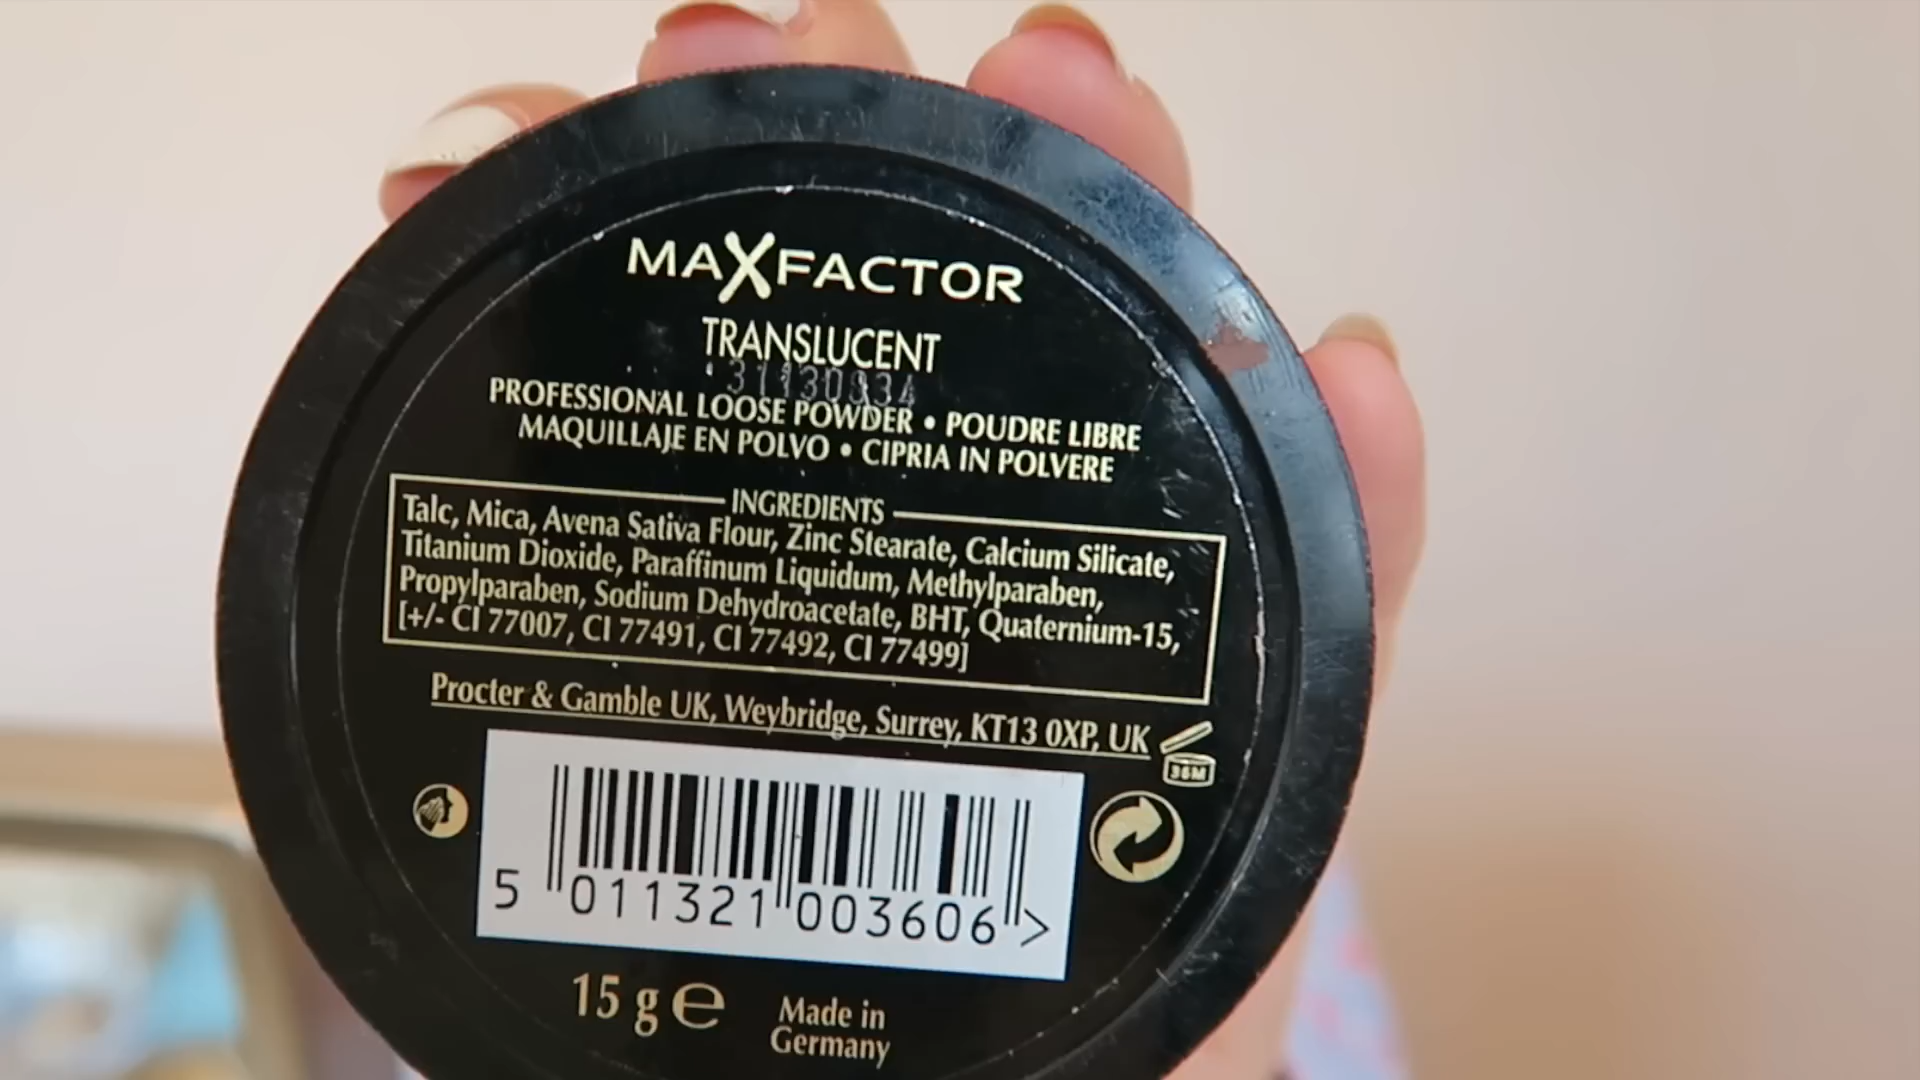 MAXFACTOR
TRANSLUCENT
PROFESSIONAL LOOSE POWDER • POUDRE LIBRE
MAQUILLAJE EN POLVO • CIPRIA IN POLVERE
INGREDIENTS
Talc, Mica, Avena Sativa Flour, Zinc Stearate, Calcium Silicate,
Titanium Dioxide, Paraffinum Liquidum, Methylparaben,
Propylparaben, Sodium Dehydroacetate, BHT, Quaternium-15,
[+/- CI 77007, CI 77491, CI 77492, CI 77499]
Procter & Gamble UK, Weybridge, Surrey, KT13 0XP, UK
36M
5 011321 003606 >
15 g e
Made in
Germany